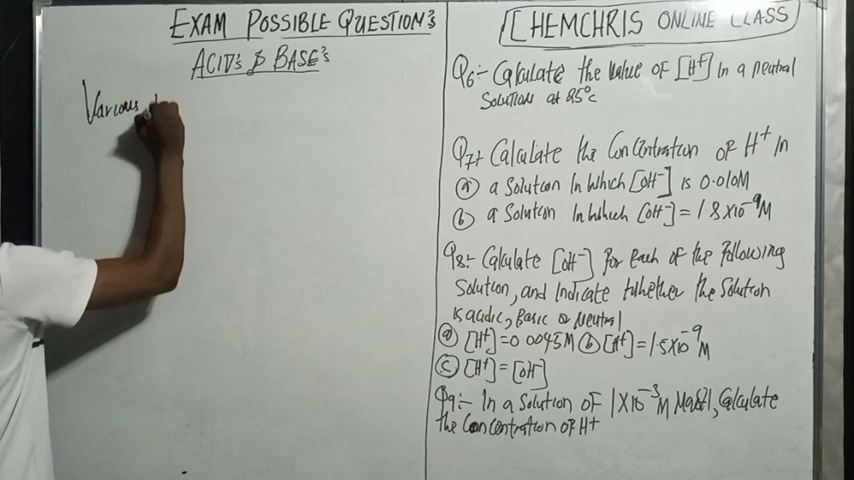 EXAM POSSIBLE QUESTION'S
ACID'S & BASE'S
Various
CHEMCHRIS ONLINE CLASS
Q6:- Calculate the value of [H+] In a neutral
Solution at 25°c
Q7:- Calculate the Concentration of H+ In
(a) a Solution In which [OH-] is 0.010M
(b) a Solution In which [OH-] = 1.8X10-9M
Q8:- Calculate [OH-] for each of the following
Solution, and Indicate whether the Solution
is acidic, Basic or Neutral
(a) [H+]=0.0045M (b) [H+]=1.5X10-9M
(c) [H+]=[OH-]
Q9:- In a Solution of 1X10-3M, Calculate
the Concentration of H+